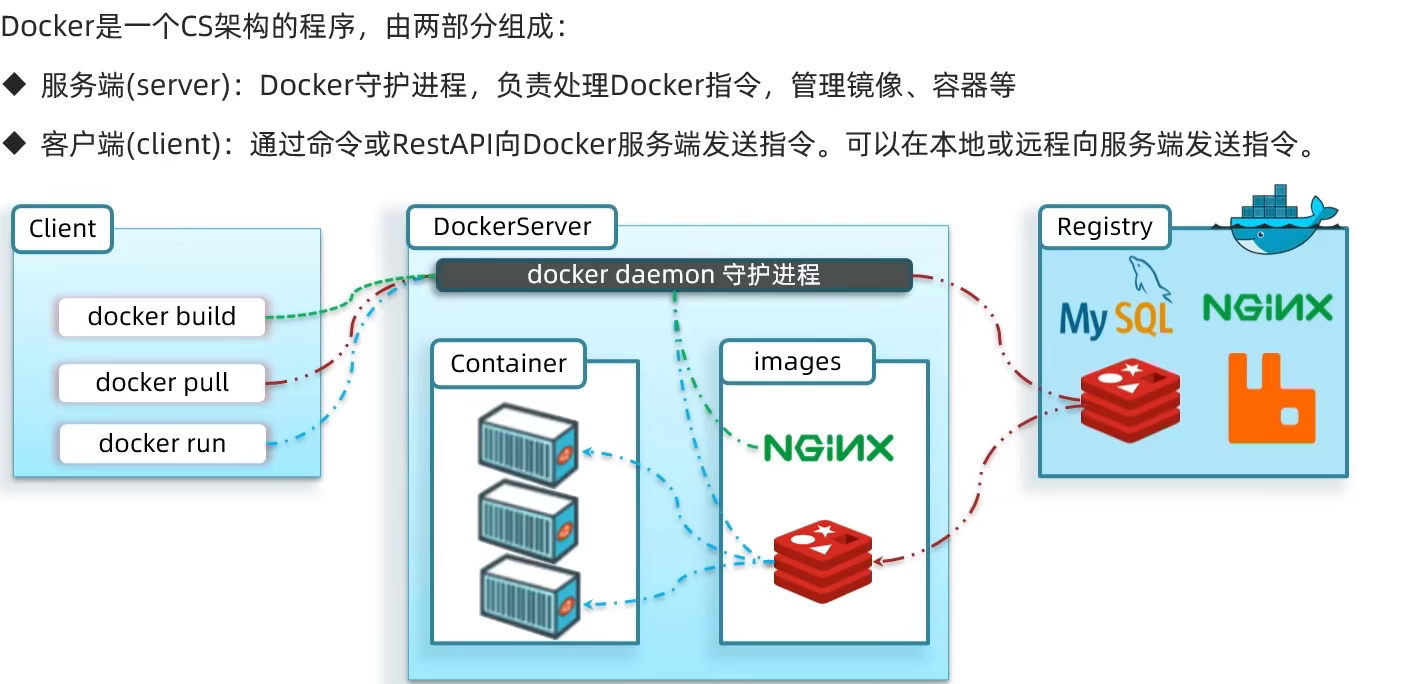 Docker是一个CS架构的程序，由两部分组成：
◆ 服务端(server)：Docker守护进程，负责处理Docker指令，管理镜像、容器等
◆ 客户端(client)：通过命令或RestAPI向Docker服务端发送指令。可以在本地或远程向服务端发送指令。
Client
docker build
docker pull
docker run
DockerServer
docker daemon 守护进程
Container
images
NGINX
Registry
MySQL
NGINX